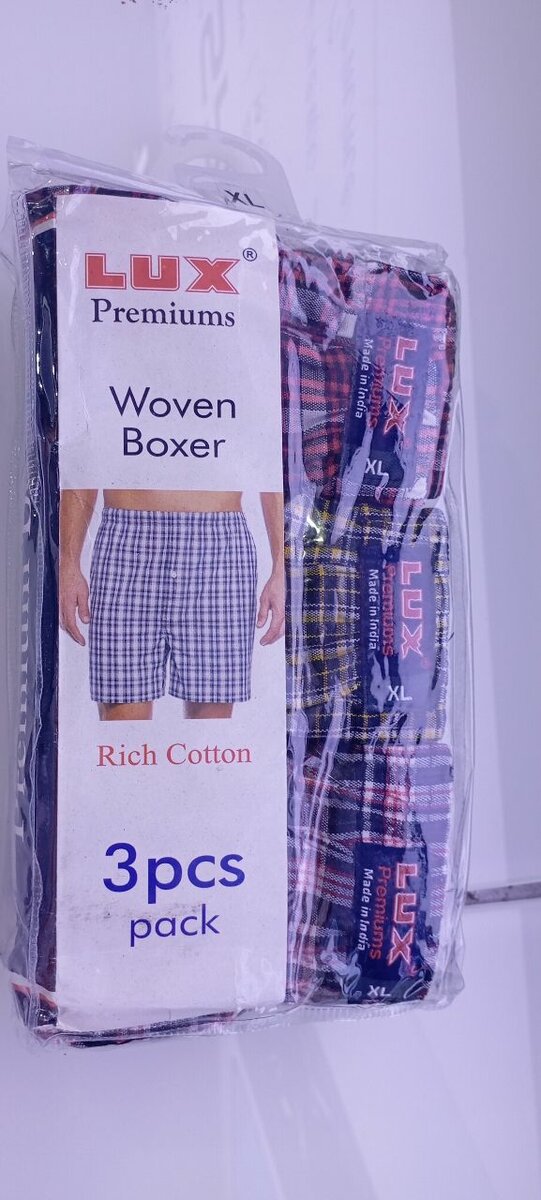 XL
LUX®
Premiums
Woven
Boxer
Rich Cotton
3pcs
pack
LUX
Premiums
Made in India
XL
LUX
Premiums
Made in India
XL
LUX
Premiums
Made in India
XL
Premium